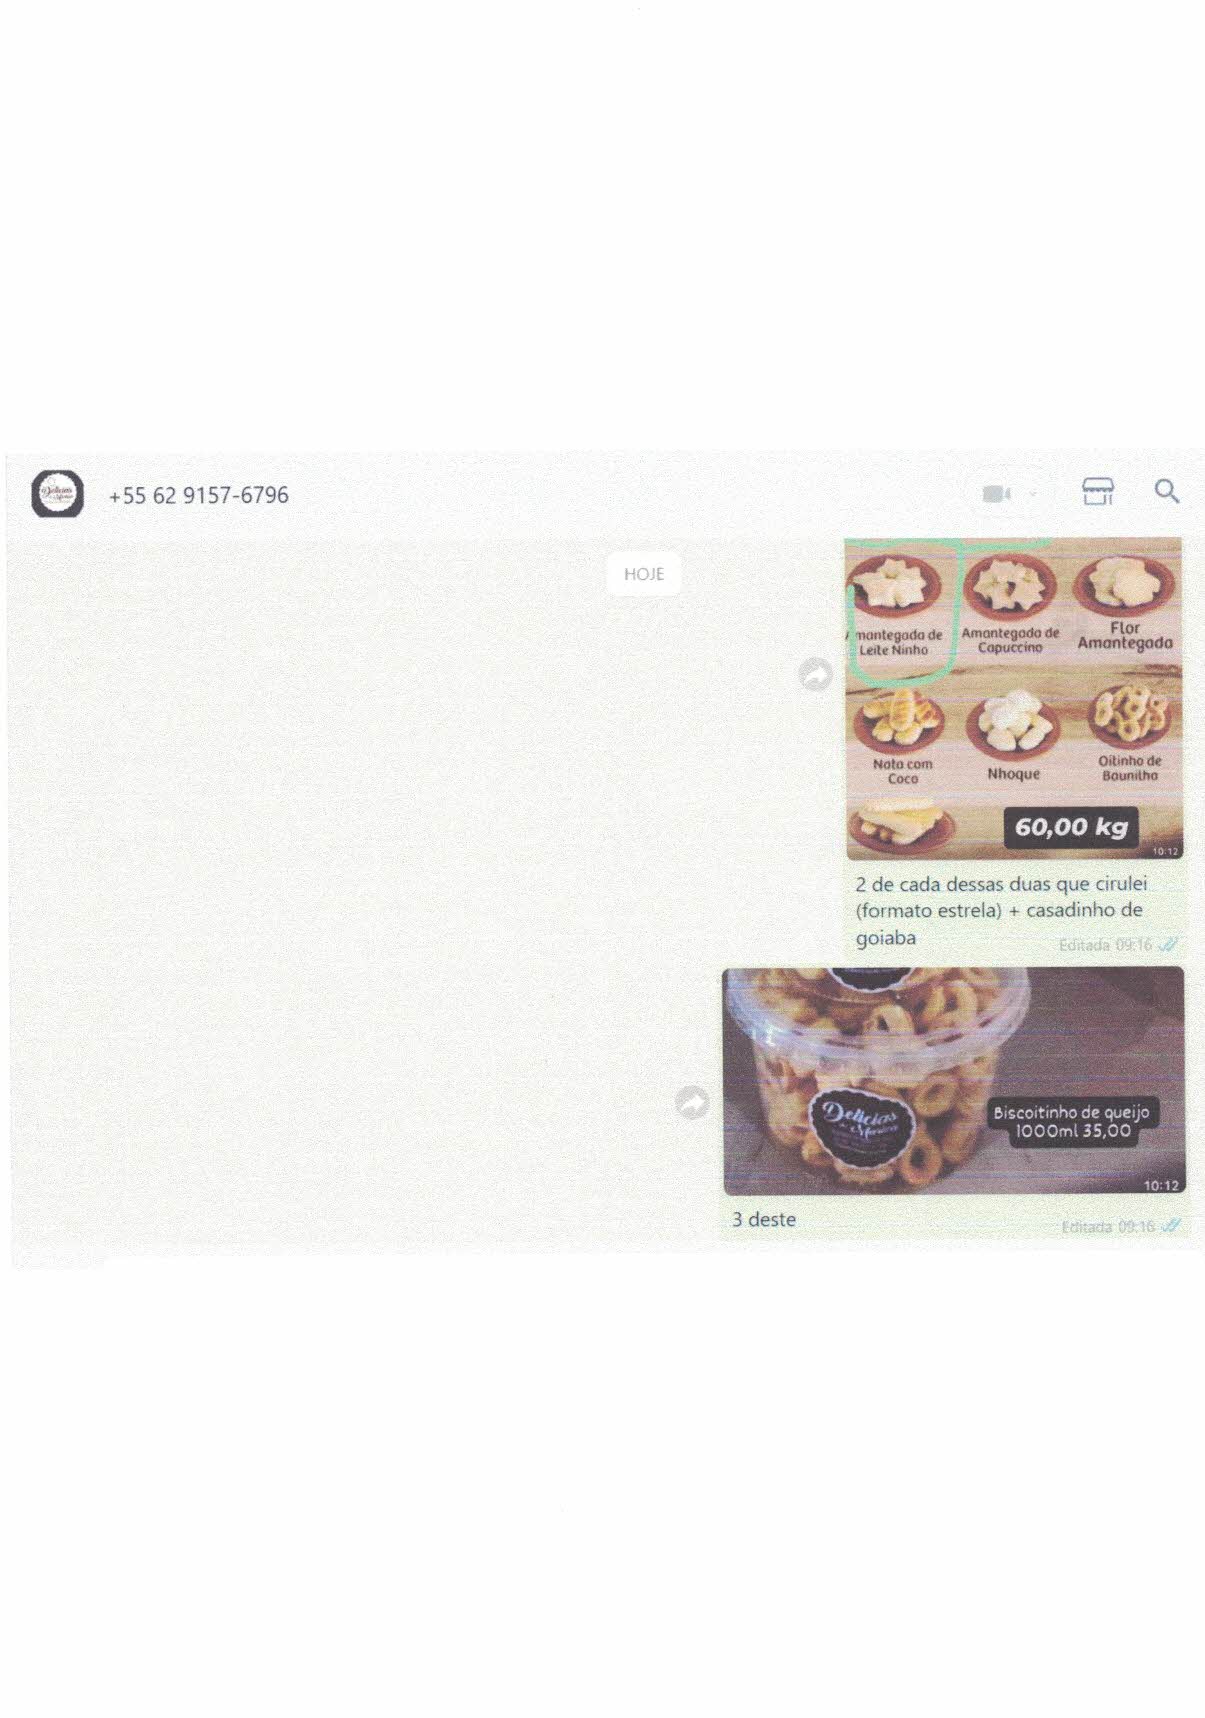 +55 62 9157-6796
HOJE
mantegada de
Leite Ninho
Amantegada de
Capuccino
Flor
Amantegada
Nata com
Coco
Nhoque
Oitinho de
Baunilha
60,00 kg
10:12
2 de cada dessas duas que cirulei
(formato estrela) + casadinho de
goiaba
Editada 09:16
Delícias
Biscoitinho de queijo
1000ml 35,00
10:12
3 deste
Editada 09:16